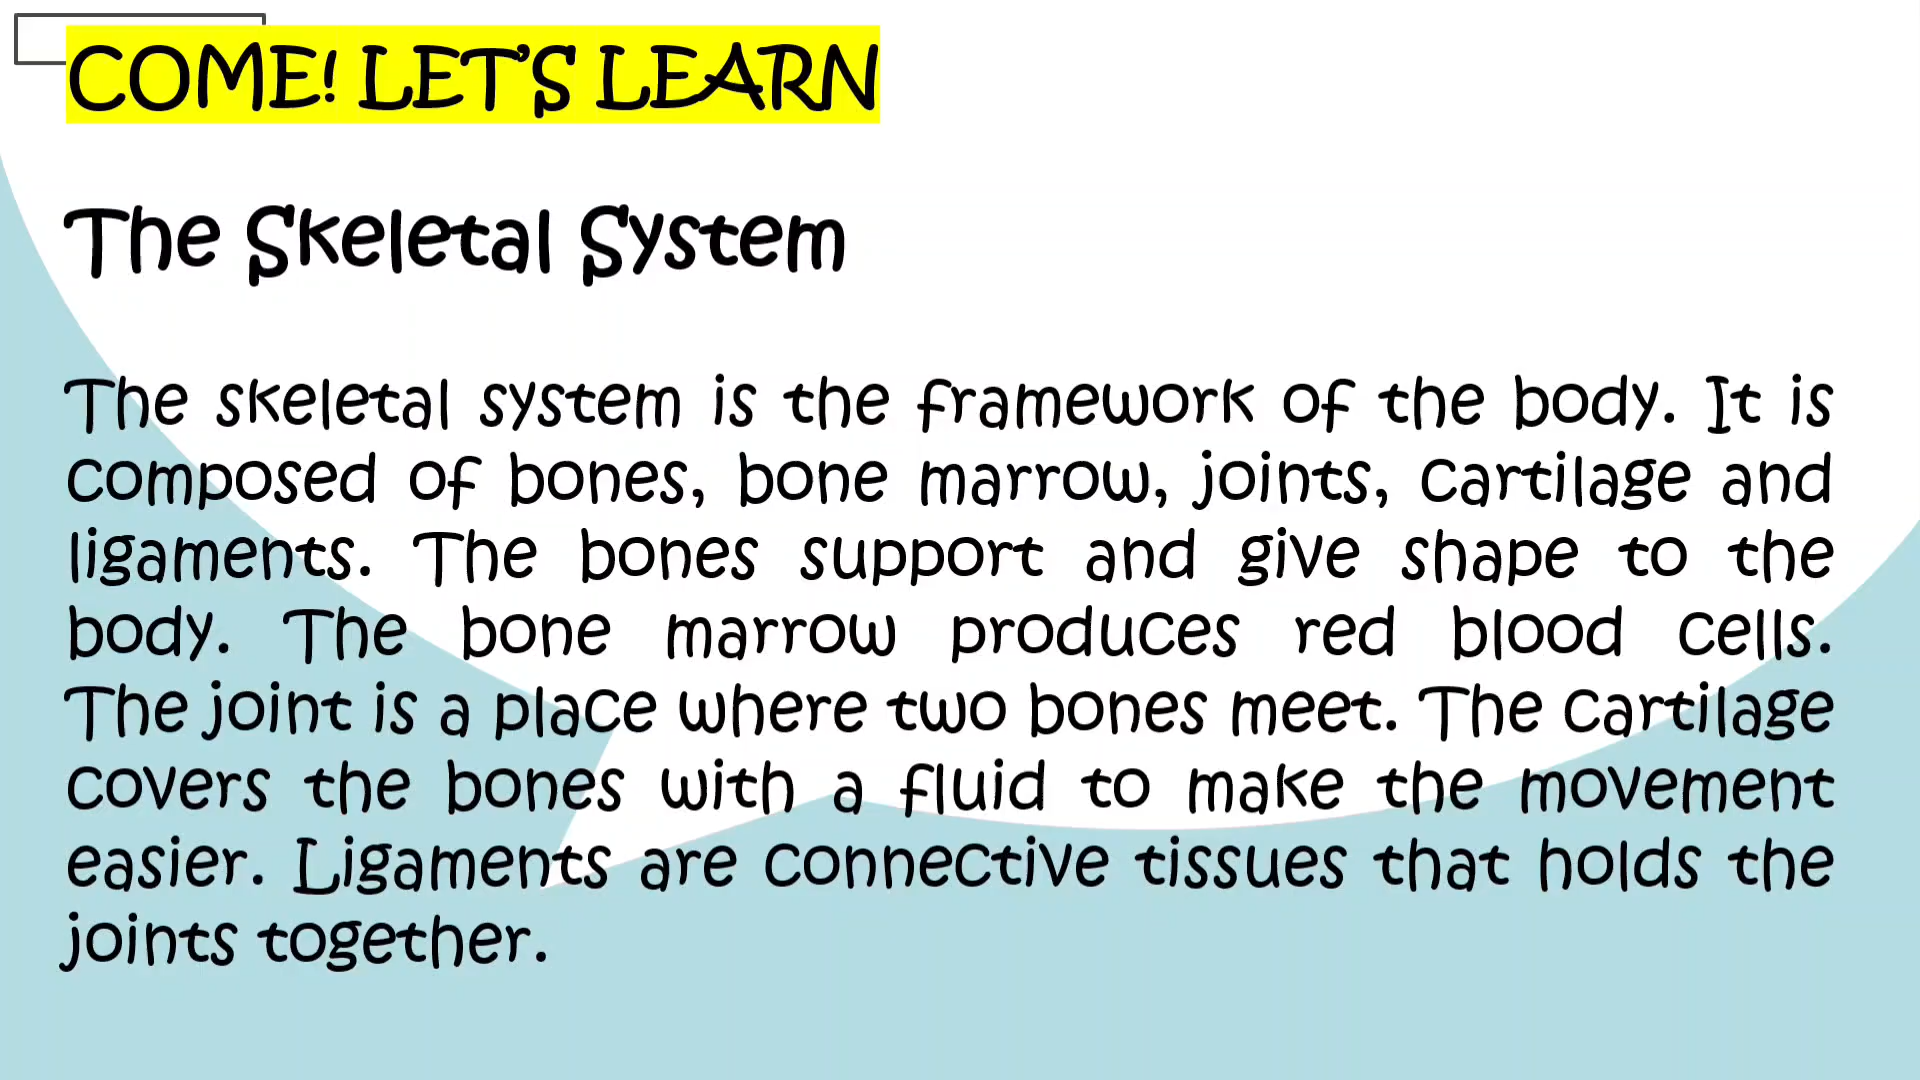 COME! LET'S LEARN
The Skeletal System
The skeletal system is the framework of the body. It is
composed of bones, bone marrow, joints, cartilage and
ligaments. The bones support and give shape to the
body. The bone marrow produces red blood cells.
The joint is a place where two bones meet. The cartilage
covers the bones with a fluid to make the movement
easier. Ligaments are connective tissues that holds the
joints together.